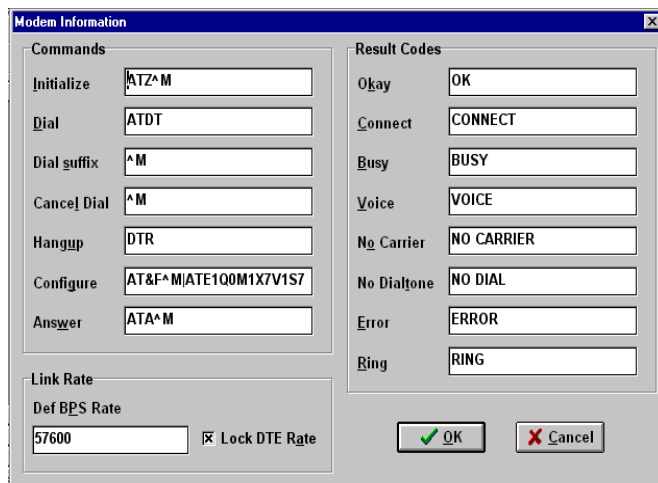 Modem Information
Commands
Initialize ATZ^M
Dial ATDT
Dial suffix ^M
Cancel Dial ^M
Hangup DTR
Configure AT&F^M|ATE1Q0M1X7V1S7
Answer ATA^M
Link Rate
Def BPS Rate
57600 Lock DTE Rate
Result Codes
Okay OK
Connect CONNECT
Busy BUSY
Voice VOICE
No Carrier NO CARRIER
No Dialtone NO DIAL
Error ERROR
Ring RING
OK Cancel